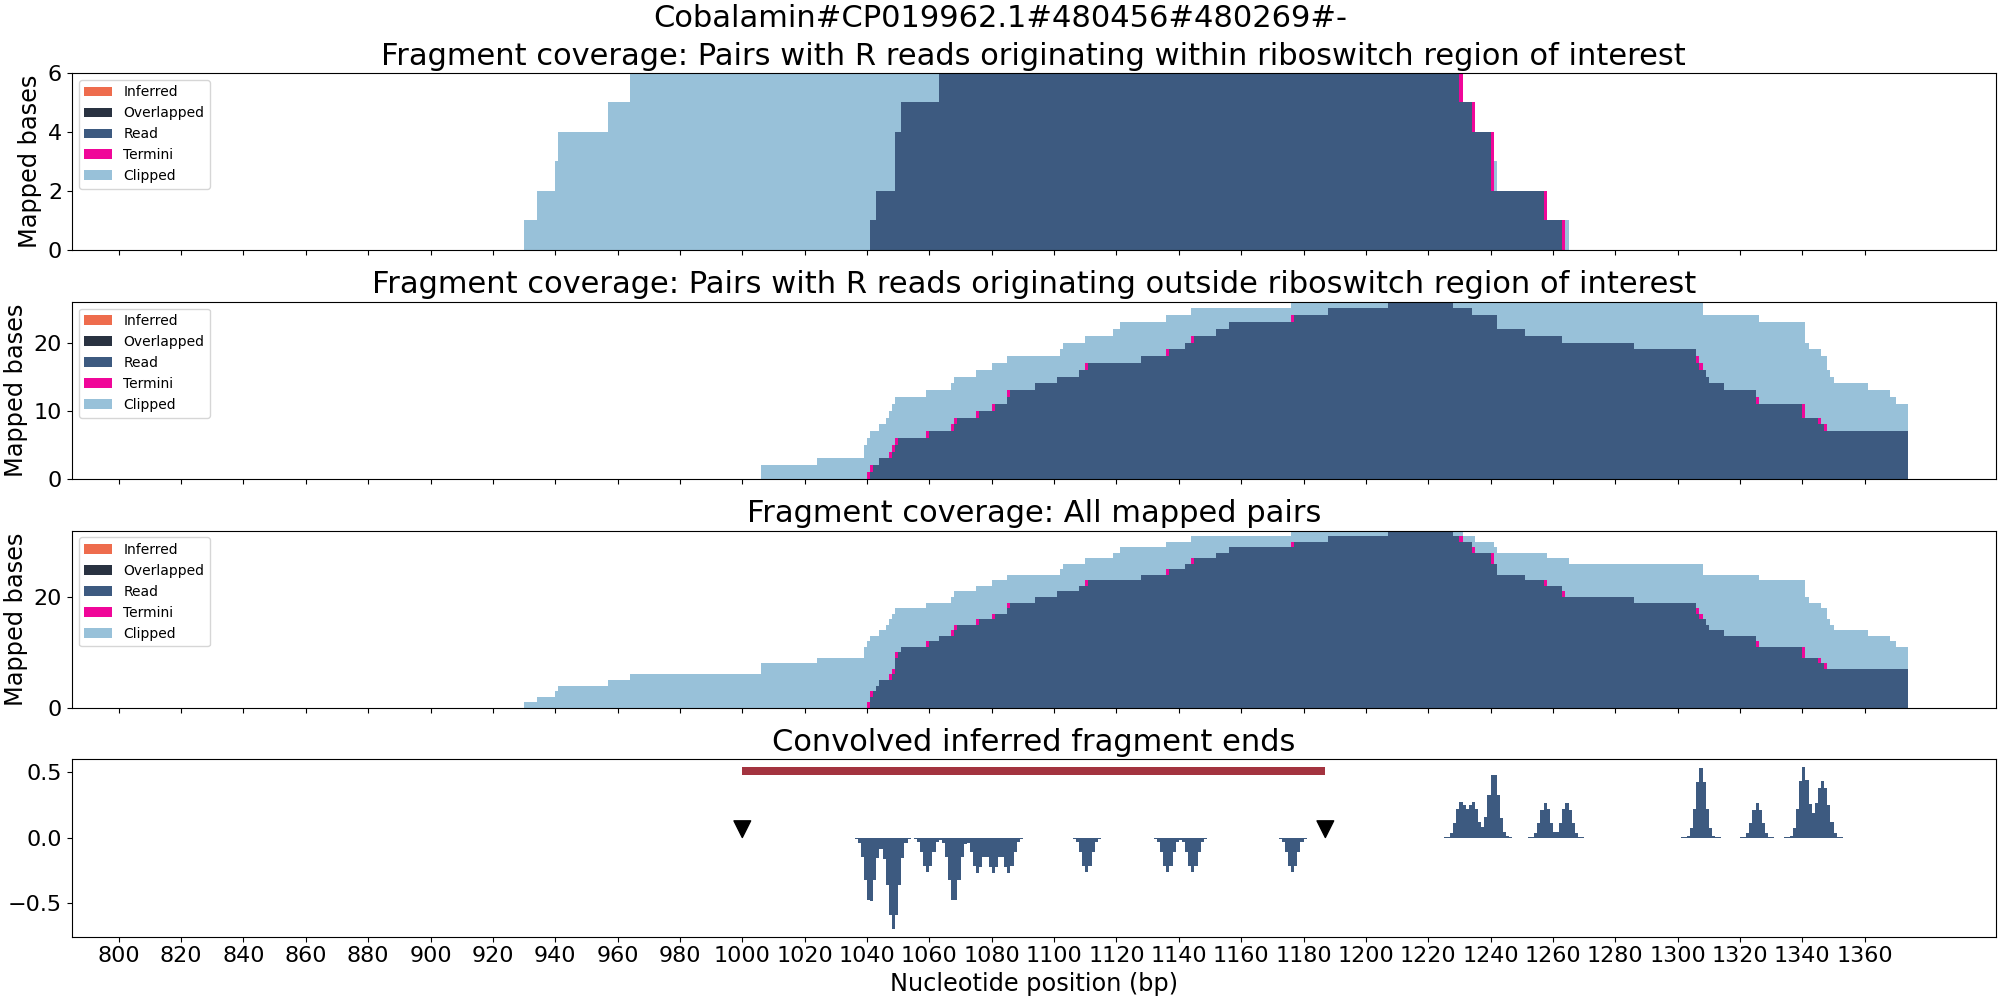 Cobalamin#CP019962.1#480456#480269#-
Fragment coverage: Pairs with R reads originating within riboswitch region of interest
Mapped bases
6
4
2
0
Inferred
Overlapped
Read
Termini
Clipped
Fragment coverage: Pairs with R reads originating outside riboswitch region of interest
Mapped bases
20
10
0
Inferred
Overlapped
Read
Termini
Clipped
Fragment coverage: All mapped pairs
Mapped bases
20
0
Inferred
Overlapped
Read
Termini
Clipped
Convolved inferred fragment ends
0.5
0.0
−0.5
800 820 840 860 880 900 920 940 960 980 1000 1020 1040 1060 1080 1100 1120 1140 1160 1180 1200 1220 1240 1260 1280 1300 1320 1340 1360
Nucleotide position (bp)